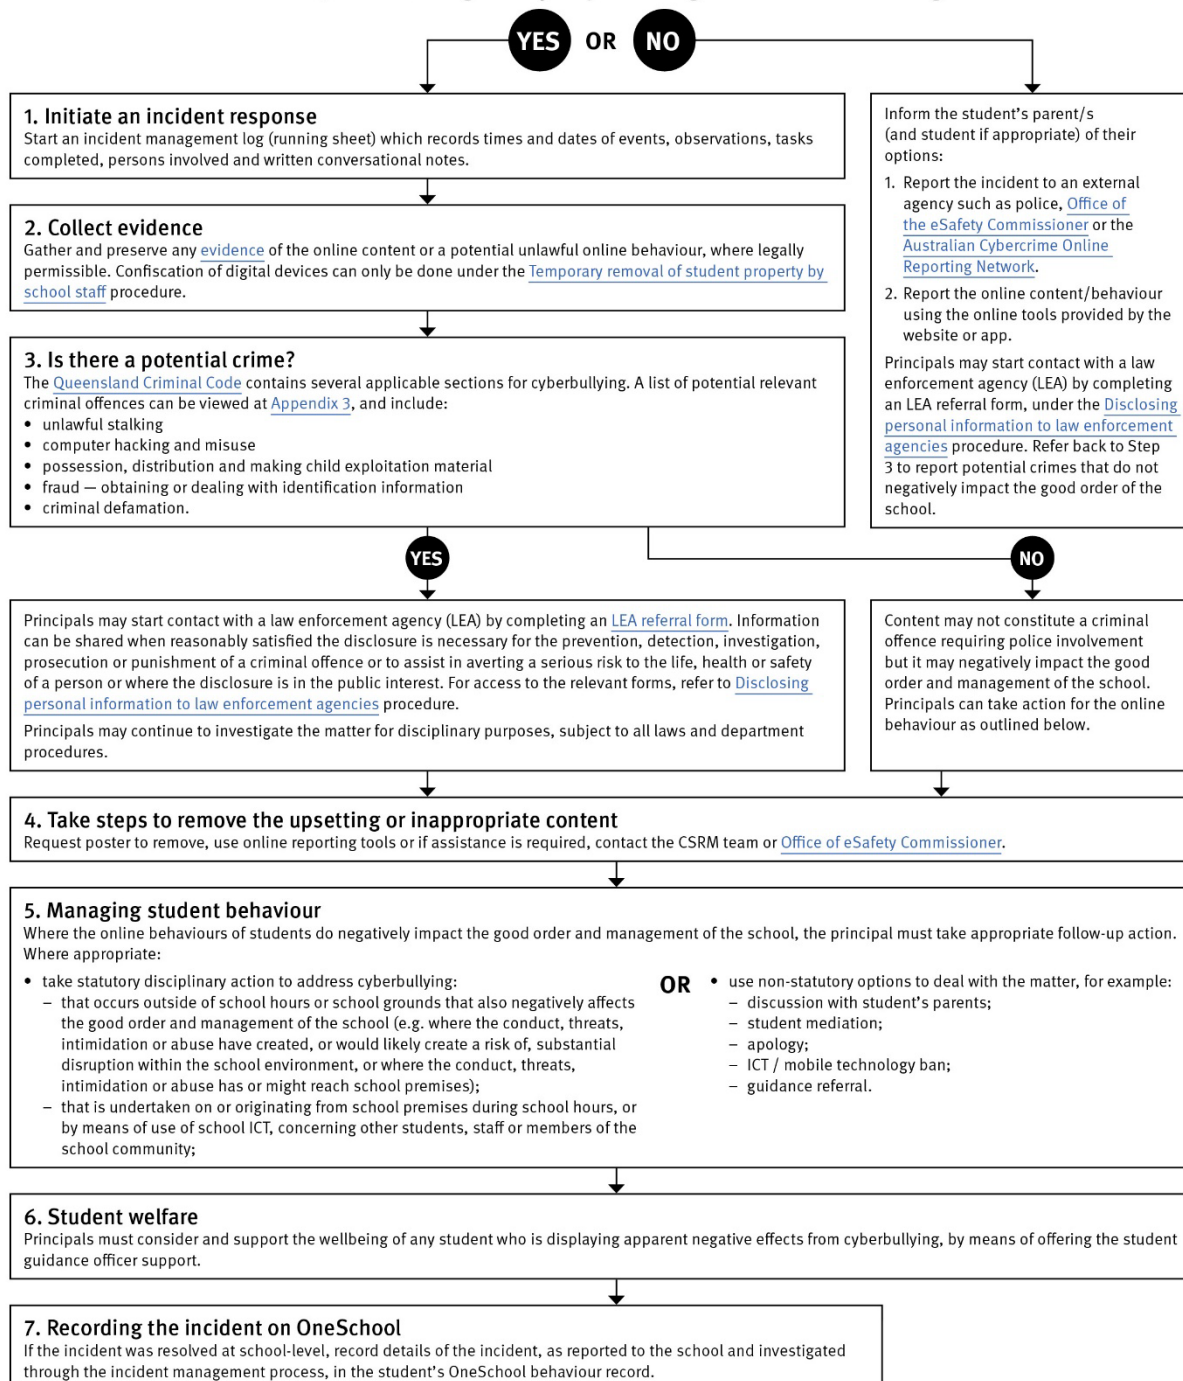 YES OR NO
1. Initiate an incident response
Start an incident management log (running sheet) which records times and dates of events, observations, tasks
completed, persons involved and written conversational notes.
2. Collect evidence
Gather and preserve any evidence of the online content or a potential unlawful online behaviour, where legally
permissible. Confiscation of digital devices can only be done under the Temporary removal of student property by
school staff procedure.
3. Is there a potential crime?
The Queensland Criminal Code contains several applicable sections for cyberbullying. A list of potential relevant
criminal offences can be viewed at Appendix 3, and include:
• unlawful stalking
• computer hacking and misuse
• possession, distribution and making child exploitation material
• fraud — obtaining or dealing with identification information
• criminal defamation.
Inform the student's parent/s
(and student if appropriate) of their
options:
1. Report the incident to an external
agency such as police, Office of
the eSafety Commissioner or the
Australian Cybercrime Online
Reporting Network.
2. Report the online content/behaviour
using the online tools provided by the
website or app.
Principals may start contact with a law
enforcement agency (LEA) by completing
an LEA referral form, under the Disclosing
personal information to law enforcement
agencies procedure. Refer back to Step
3 to report potential crimes that do not
negatively impact the good order of the
school.
YES
NO
Principals may start contact with a law enforcement agency (LEA) by completing an LEA referral form. Information
can be shared when reasonably satisfied the disclosure is necessary for the prevention, detection, investigation,
prosecution or punishment of a criminal offence or to assist in averting a serious risk to the life, health or safety
of a person or where the disclosure is in the public interest. For access to the relevant forms, refer to Disclosing
personal information to law enforcement agencies procedure.
Principals may continue to investigate the matter for disciplinary purposes, subject to all laws and department
procedures.
Content may not constitute a criminal
offence requiring police involvement
but it may negatively impact the good
order and management of the school.
Principals can take action for the online
behaviour as outlined below.
4. Take steps to remove the upsetting or inappropriate content
Request poster to remove, use online reporting tools or if assistance is required, contact the CSRM team or Office of eSafety Commissioner.
5. Managing student behaviour
Where the online behaviours of students do negatively impact the good order and management of the school, the principal must take appropriate follow-up action.
Where appropriate:
• take statutory disciplinary action to address cyberbullying:
– that occurs outside of school hours or school grounds that also negatively affects
the good order and management of the school (e.g. where the conduct, threats,
intimidation or abuse have created, or would likely create a risk of, substantial
disruption within the school environment, or where the conduct, threats,
intimidation or abuse has or might reach school premises);
– that is undertaken on or originating from school premises during school hours, or
by means of use of school ICT, concerning other students, staff or members of the
school community;
OR
• use non-statutory options to deal with the matter, for example:
– discussion with student's parents;
– student mediation;
– apology;
– ICT / mobile technology ban;
– guidance referral.
6. Student welfare
Principals must consider and support the wellbeing of any student who is displaying apparent negative effects from cyberbullying, by means of offering the student
guidance officer support.
7. Recording the incident on OneSchool
If the incident was resolved at school-level, record details of the incident, as reported to the school and investigated
through the incident management process, in the student's OneSchool behaviour record.